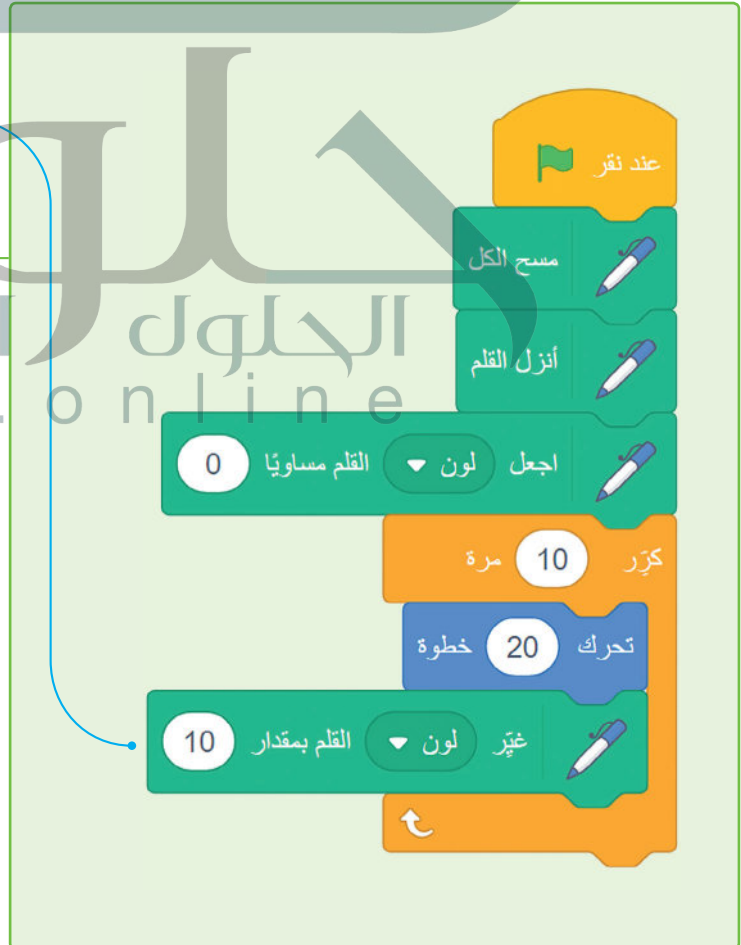 عند نقر
مسح الكل
الحلول
أنزل القلم
. online
اجعل لون القلم مساويًا 0
كرِّر 10 مرة
تحرك 20 خطوة
غيِّر لون القلم بمقدار 10